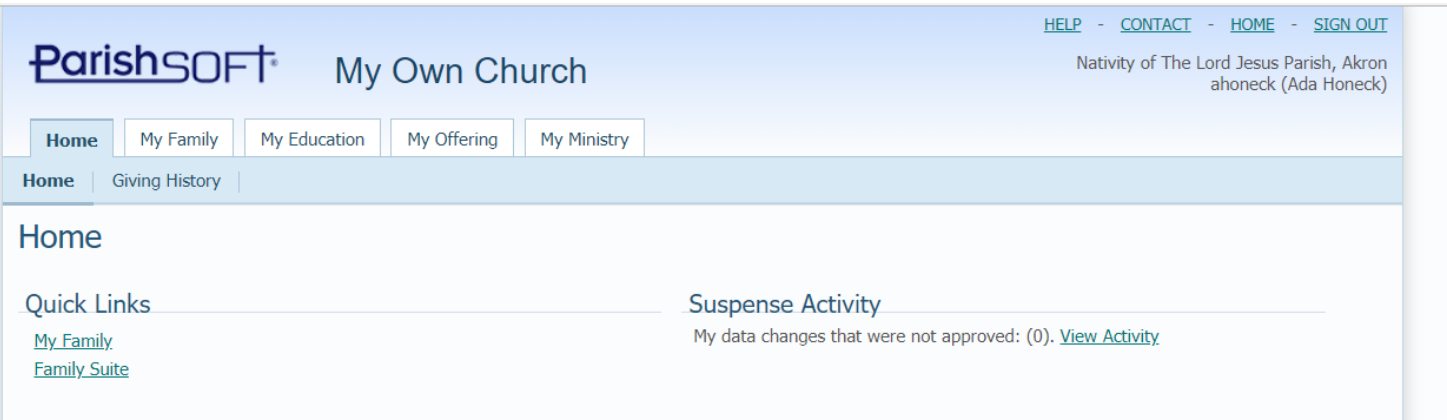 HELP - CONTACT - HOME - SIGN OUT
ParishSOFT® My Own Church
Nativity of The Lord Jesus Parish, Akron
ahoneck (Ada Honeck)
Home My Family My Education My Offering My Ministry
Home Giving History
Home
Quick Links
My Family
Family Suite
Suspense Activity
My data changes that were not approved: (0). View Activity